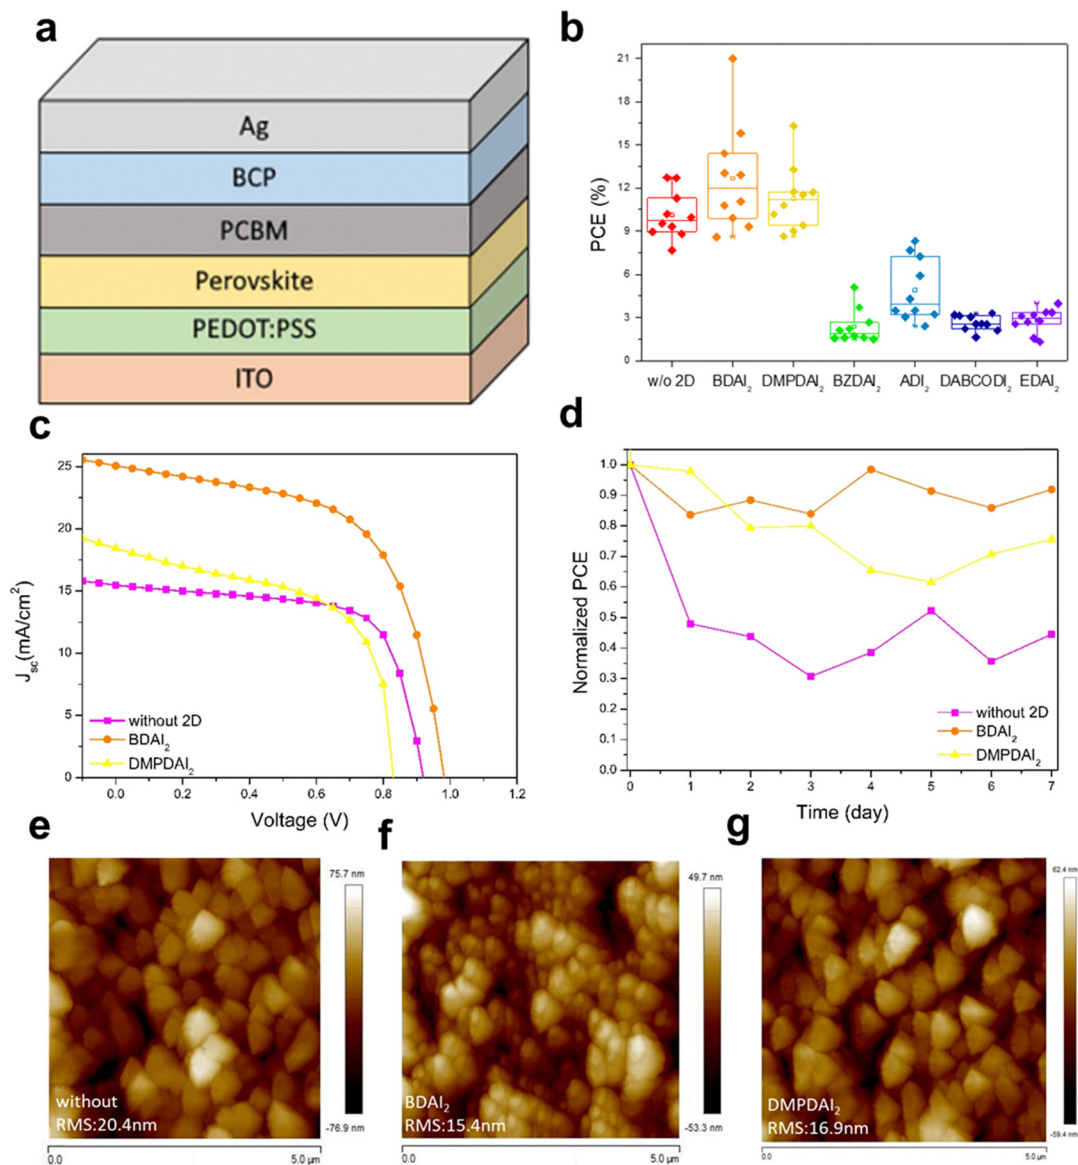 a
Ag
BCP
PCBM
Perovskite
PEDOT:PSS
ITO
b
PCE (%)
21
18
15
12
9
6
3
0
w/o 2D BDAI₂ DMPDAI₂ BZDAI₂ ADI₂ DABCODI₂ EDAI₂
c
Jsc(mA/cm²)
25
20
15
10
5
0
without 2D
BDAI₂
DMPDAI₂
0.0 0.2 0.4 0.6 0.8 1.0 1.2
Voltage (V)
d
Normalized PCE
1.0
0.9
0.8
0.7
0.6
0.5
0.4
0.3
0.2
0.1
0.0
without 2D
BDAI₂
DMPDAI₂
0 1 2 3 4 5 6 7
Time (day)
e
75.7 nm
without
RMS:20.4nm
-76.9 nm
0.0 5.0 µm
f
49.7 nm
BDAI₂
RMS:15.4nm
-53.3 nm
0.0 5.0 µm
g
62.4 nm
DMPDAI₂
RMS:16.9nm
-59.4 nm
0.0 5.0 µm